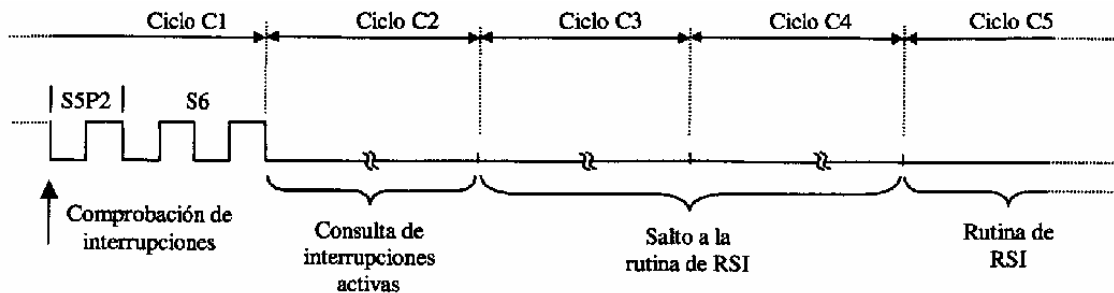 Ciclo C1
Ciclo C2
Ciclo C3
Ciclo C4
Ciclo C5
S5P2
S6
Comprobación de
interrupciones
Consulta de
interrupciones
activas
Salto a la
rutina de RSI
Rutina de
RSI